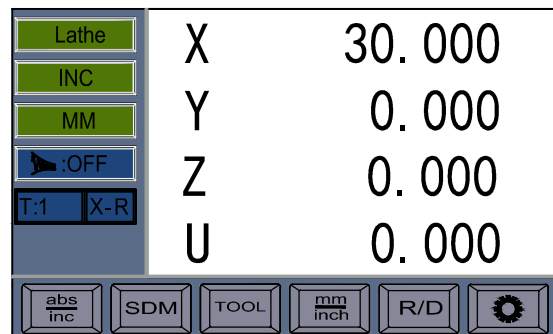 Lathe
INC
MM
:OFF
T:1 X-R
X 30.000
Y 0.000
Z 0.000
U 0.000
abs
inc
SDM
TOOL
mm
inch
R/D